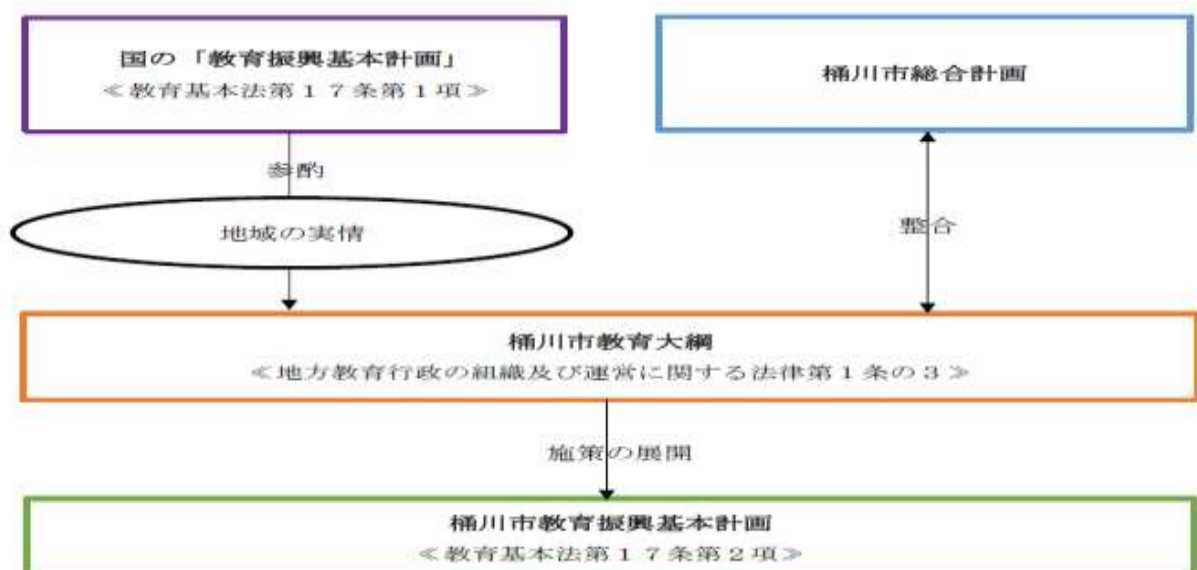 国の「教育振興基本計画」
≪教育基本法第１７条第１項≫
桶川市総合計画
参酌
地域の実情
整合
桶川市教育大綱
≪地方教育行政の組織及び運営に関する法律第１条の３≫
施策の展開
桶川市教育振興基本計画
≪教育基本法第１７条第２項≫